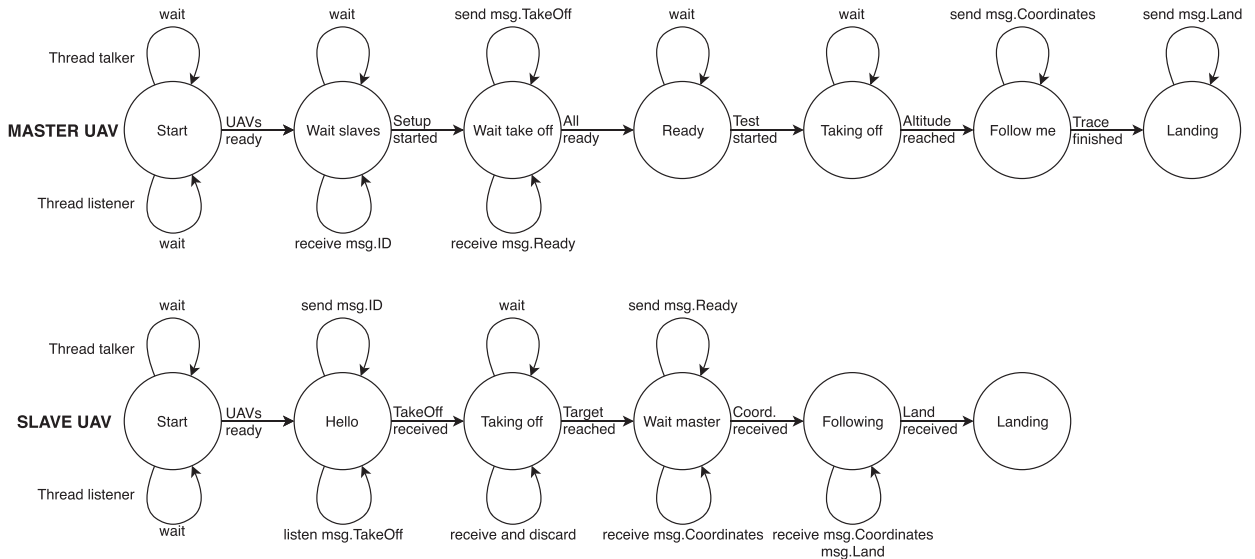 wait
wait
send msg.TakeOff
wait
wait
send msg.Coordinates
send msg.Land
Thread talker
MASTER UAV
Start
UAVs
ready
Wait slaves
Setup
started
Wait take off
All
ready
Ready
Test
started
Taking off
Altitude
reached
Follow me
Trace
finished
Landing
Thread listener
wait
receive msg.ID
receive msg.Ready
wait
send msg.ID
wait
send msg.Ready
Thread talker
SLAVE UAV
Start
UAVs
ready
Hello
TakeOff
received
Taking off
Target
reached
Wait master
Coord.
received
Following
Land
received
Landing
Thread listener
wait
listen msg.TakeOff
receive and discard
receive msg.Coordinates
receive msg.Coordinates
msg.Land